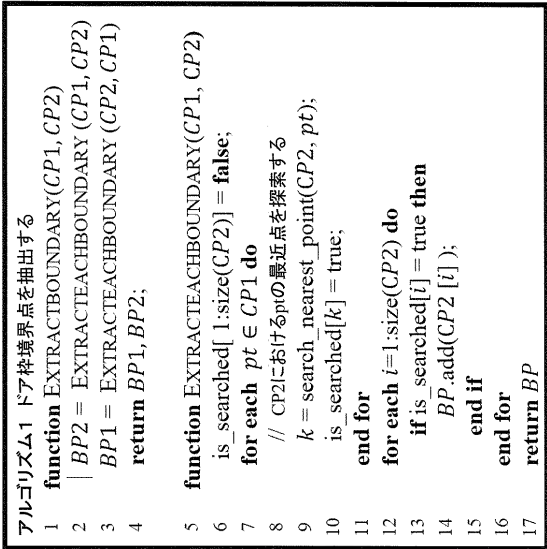 アルゴリズム1 ドア枠境界点を抽出する
1 function EXTRACTBOUNDARY(CP1, CP2)
2 | BP2 = EXTRACTEACHBOUNDARY (CP1, CP2)
3 BP1 = EXTRACTEACHBOUNDARY (CP2, CP1)
4 return BP1, BP2;
5 function EXTRACTEACHBOUNDARY(CP1, CP2)
6 is_searched[ 1:size(CP2)] = false;
7 for each pt ∈ CP1 do
8 // CP2におけるptの最近点を探索する
9 k = search_nearest_point(CP2, pt);
10 is_searched[k] = true;
11 end for
12 for each i=1:size(CP2) do
13 if is_searched[i] = true then
14 BP.add(CP2 [i] );
15 end if
16 end for
17 return BP